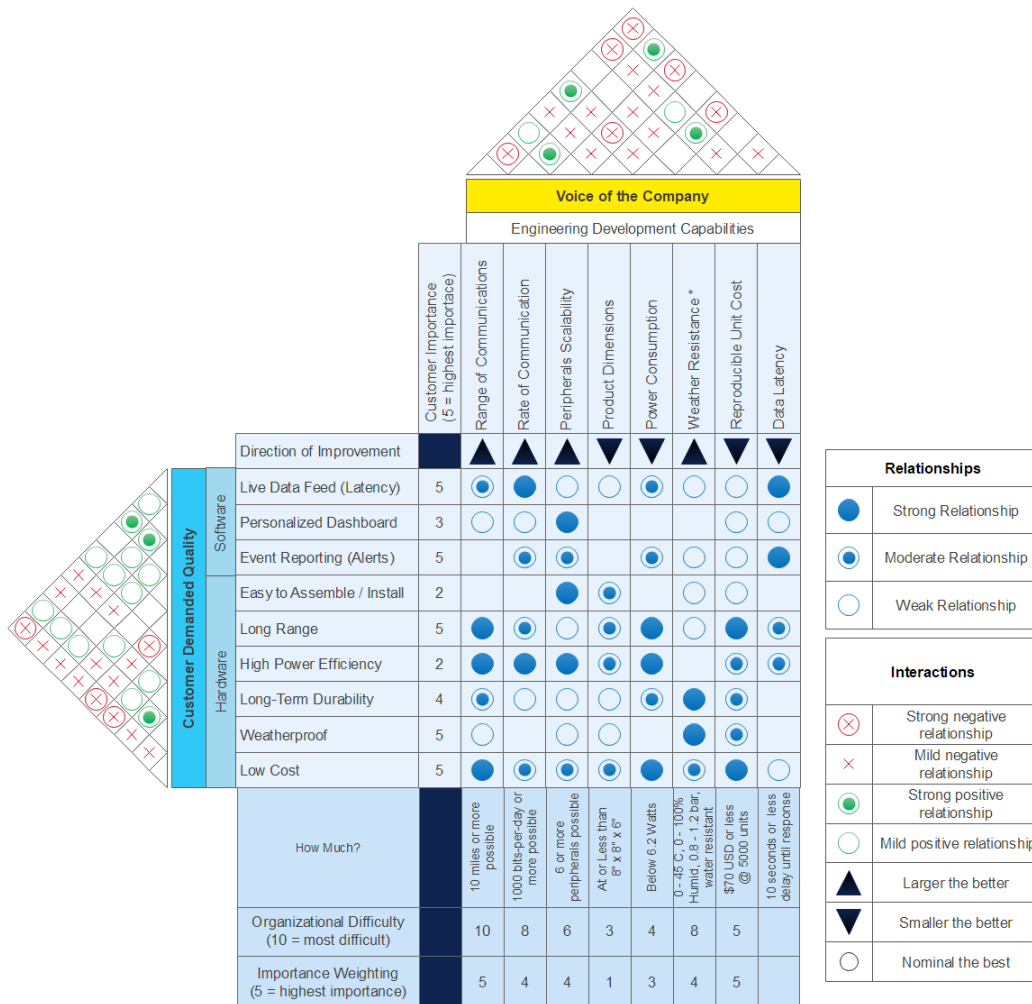 Voice of the Company
Engineering Development Capabilities
Customer Importance
(5 = highest importace)
Range of Communications
Rate of Communication
Peripherals Scalability
Product Dimensions
Power Consumption
Weather Resistance *
Reproducible Unit Cost
Data Latency
Direction of Improvement
Customer Demanded Quality
Software
Live Data Feed (Latency) 5
Personalized Dashboard 3
Event Reporting (Alerts) 5
Hardware
Easy to Assemble / Install 2
Long Range 5
High Power Efficiency 2
Long-Term Durability 4
Weatherproof 5
Low Cost 5
How Much?
10 miles or more
possible
1000 bits-per-day or
more possible
6 or more
peripherals possible
At or Less than
8" x 8" x 6"
Below 6.2 Watts
0 - 45 C, 0 - 100%
Humid, 0.8 - 1.2 bar,
water resistant
$70 USD or less
@ 5000 units
10 seconds or less
delay until response
Organizational Difficulty
(10 = most difficult)
10 8 6 3 4 8 5
Importance Weighting
(5 = highest importance)
5 4 4 1 3 4 5
Relationships
Strong Relationship
Moderate Relationship
Weak Relationship
Interactions
Strong negative
relationship
Mild negative
relationship
Strong positive
relationship
Mild positive relationship
Larger the better
Smaller the better
Nominal the best